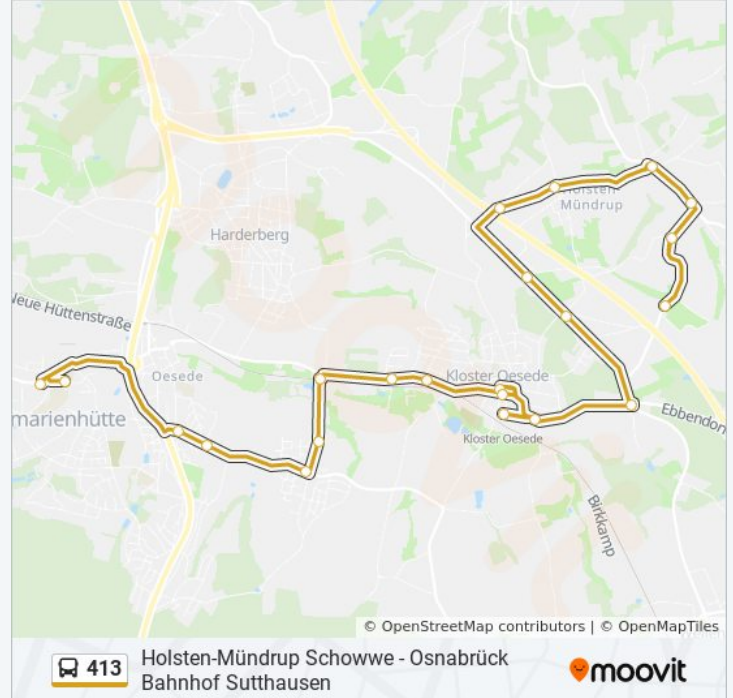 Holsten-
Mündrup
Harderberg
Neue Hüttenstraße
Oesede
Kloster Oesede
marienhütte
Kloster Oesede
Birkkamp
© OpenStreetMap contributors | © OpenMapTiles
413
Holsten-Mündrup Schowwe - Osnabrück
Bahnhof Sutthausen
moovit